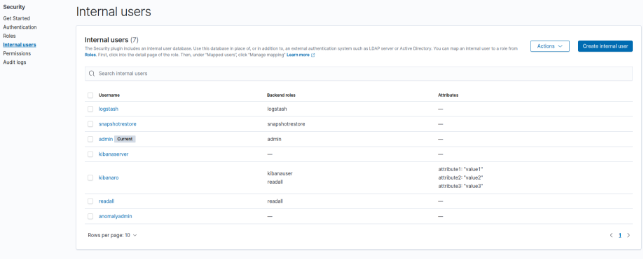 Security
Get Started
Authentication
Roles
Internal users
Permissions
Audit logs
Internal users
Internal users (7)
The Security plugin includes an internal user database. Use this database in place of, or in addition to, an external authentication system such as LDAP server or Active Directory. You can map an internal user to a role from
Roles. First, click into the detail page of the role. Then, under "Mapped users", click "Manage mapping" Learn more
Actions
Create internal user
Search internal users
Username Backend roles Attributes
logstash logstash —
snapshotrestore snapshotrestore —
admin Current admin —
kibanaserver — —
kibanaro kibanauser readall attribute1: "value1"
attribute2: "value2"
attribute3: "value3"
readall readall —
anomalyadmin — —
Rows per page: 10
< 1 >